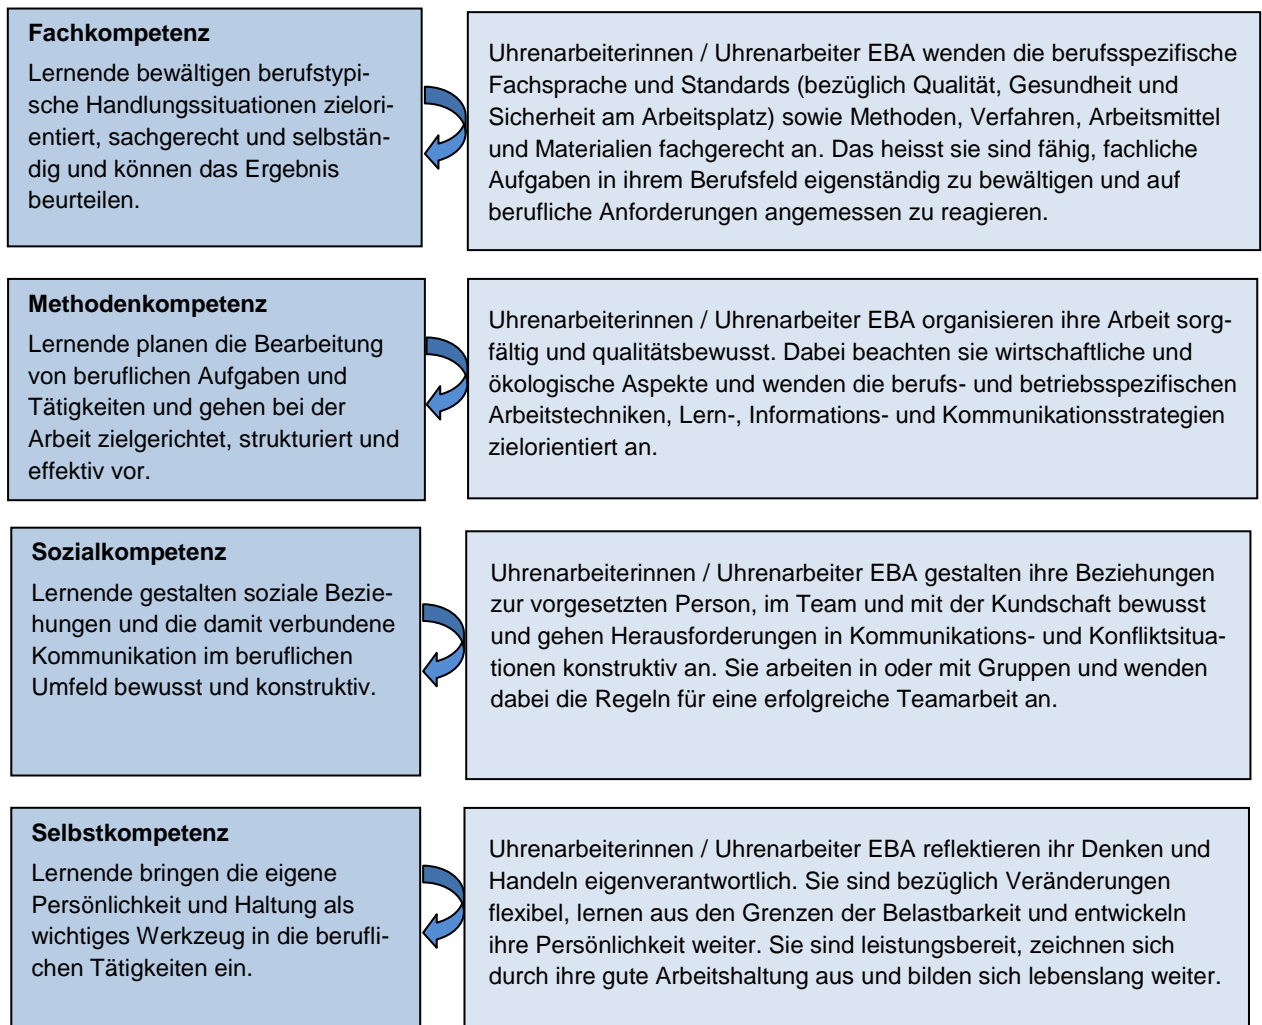 Fachkompetenz
Lernende bewältigen berufstypi-
sche Handlungssituationen zielori-
entiert, sachgerecht und selbstän-
dig und können das Ergebnis
beurteilen.
Uhrenarbeiterinnen / Uhrenarbeiter EBA wenden die berufsspezifische
Fachsprache und Standards (bezüglich Qualität, Gesundheit und
Sicherheit am Arbeitsplatz) sowie Methoden, Verfahren, Arbeitsmittel
und Materialien fachgerecht an. Das heisst sie sind fähig, fachliche
Aufgaben in ihrem Berufsfeld eigenständig zu bewältigen und auf
berufliche Anforderungen angemessen zu reagieren.
Methodenkompetenz
Lernende planen die Bearbeitung
von beruflichen Aufgaben und
Tätigkeiten und gehen bei der
Arbeit zielgerichtet, strukturiert und
effektiv vor.
Uhrenarbeiterinnen / Uhrenarbeiter EBA organisieren ihre Arbeit sorg-
fältig und qualitätsbewusst. Dabei beachten sie wirtschaftliche und
ökologische Aspekte und wenden die berufs- und betriebsspezifischen
Arbeitstechniken, Lern-, Informations- und Kommunikationsstrategien
zielorientiert an.
Sozialkompetenz
Lernende gestalten soziale Bezie-
hungen und die damit verbundene
Kommunikation im beruflichen
Umfeld bewusst und konstruktiv.
Uhrenarbeiterinnen / Uhrenarbeiter EBA gestalten ihre Beziehungen
zur vorgesetzten Person, im Team und mit der Kundschaft bewusst
und gehen Herausforderungen in Kommunikations- und Konfliktsitua-
tionen konstruktiv an. Sie arbeiten in oder mit Gruppen und wenden
dabei die Regeln für eine erfolgreiche Teamarbeit an.
Selbstkompetenz
Lernende bringen die eigene
Persönlichkeit und Haltung als
wichtiges Werkzeug in die berufli-
chen Tätigkeiten ein.
Uhrenarbeiterinnen / Uhrenarbeiter EBA reflektieren ihr Denken und
Handeln eigenverantwortlich. Sie sind bezüglich Veränderungen
flexibel, lernen aus den Grenzen der Belastbarkeit und entwickeln
ihre Persönlichkeit weiter. Sie sind leistungsbereit, zeichnen sich
durch ihre gute Arbeitshaltung aus und bilden sich lebenslang weiter.